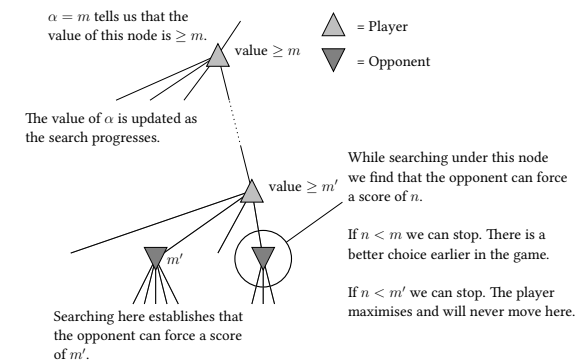 α = m tells us that the
value of this node is ≥ m.
value ≥ m
= Player
= Opponent
The value of α is updated as
the search progresses.
value ≥ m′
While searching under this node
we find that the opponent can force
a score of n.
If n < m we can stop. There is a
better choice earlier in the game.
If n < m′ we can stop. The player
maximises and will never move here.
m′
Searching here establishes that
the opponent can force a score
of m′.